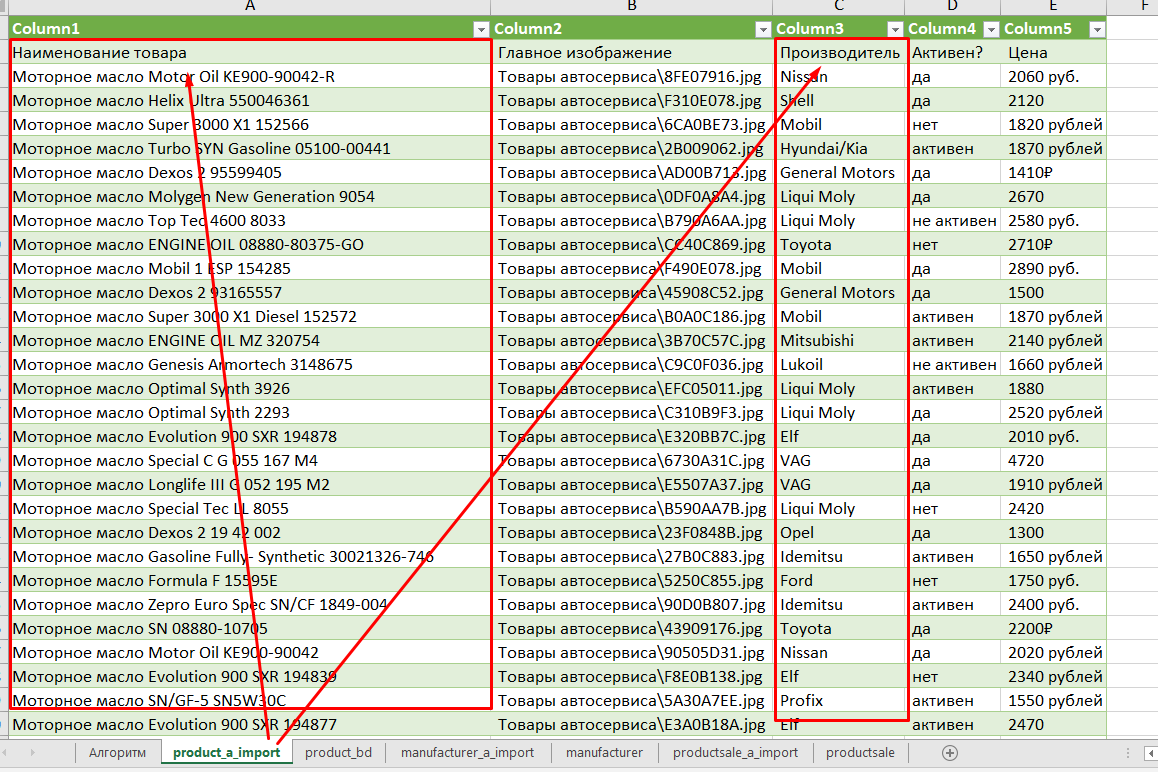 A B C D E F
Column1 Column2 Column3 Column4 Column5
Наименование товара Главное изображение Производитель Активен? Цена
Моторное масло Motor Oil KE900-90042-R Товары автосервиса\8FE07916.jpg Nissan да 2060 руб.
Моторное масло Helix Ultra 550046361 Товары автосервиса\F310E078.jpg Shell да 2120
Моторное масло Super 3000 X1 152566 Товары автосервиса\6CA0BE73.jpg Mobil нет 1820 рублей
Моторное масло Turbo SYN Gasoline 05100-00441 Товары автосервиса\2B009062.jpg Hyundai/Kia активен 1870 рублей
Моторное масло Dexos 2 95599405 Товары автосервиса\AD00B713.jpg General Motors да 1410₽
Моторное масло Molygen New Generation 9054 Товары автосервиса\0DF0A8A4.jpg Liqui Moly да 2670
Моторное масло Top Tec 4600 8033 Товары автосервиса\B790A6AA.jpg Liqui Moly не активен 2580 руб.
Моторное масло ENGINE OIL 08880-80375-GO Товары автосервиса\CC40C869.jpg Toyota нет 2710₽
Моторное масло Mobil 1 ESP 154285 Товары автосервиса\F490E078.jpg Mobil да 2890 руб.
Моторное масло Dexos 2 93165557 Товары автосервиса\45908C52.jpg General Motors да 1500
Моторное масло Super 3000 X1 Diesel 152572 Товары автосервиса\B0A0C186.jpg Mobil активен 1870 рублей
Моторное масло ENGINE OIL MZ 320754 Товары автосервиса\3B70C57C.jpg Mitsubishi активен 2140 рублей
Моторное масло Genesis Armortech 3148675 Товары автосервиса\C9C0F036.jpg Lukoil не активен 1660 рублей
Моторное масло Optimal Synth 3926 Товары автосервиса\EFC05011.jpg Liqui Moly активен 1880
Моторное масло Optimal Synth 2293 Товары автосервиса\C310B9F3.jpg Liqui Moly да 2520 рублей
Моторное масло Evolution 900 SXR 194878 Товары автосервиса\E320BB7C.jpg Elf да 2010 руб.
Моторное масло Special C G 055 167 M4 Товары автосервиса\6730A31C.jpg VAG да 4720
Моторное масло Longlife III G 052 195 M2 Товары автосервиса\E5507A37.jpg VAG да 1910 рублей
Моторное масло Special Tec LL 8055 Товары автосервиса\B590AA7B.jpg Liqui Moly нет 2420
Моторное масло Dexos 2 19 42 002 Товары автосервиса\23F0848B.jpg Opel да 1300
Моторное масло Gasoline Fully- Synthetic 30021326-746 Товары автосервиса\27B0C883.jpg Idemitsu активен 1650 рублей
Моторное масло Formula F 15595E Товары автосервиса\5250C855.jpg Ford нет 1750 руб.
Моторное масло Zepro Euro Spec SN/CF 1849-004 Товары автосервиса\90D0B807.jpg Idemitsu активен 2400 руб.
Моторное масло SN 08880-10705 Товары автосервиса\43909176.jpg Toyota да 2200₽
Моторное масло Motor Oil KE900-90042 Товары автосервиса\90505D31.jpg Nissan да 2020 рублей
Моторное масло Evolution 900 SXR 194839 Товары автосервиса\F8E0B138.jpg Elf нет 2340 рублей
Моторное масло SN/GF-5 SN5W30C Товары автосервиса\5A30A7EE.jpg Profix активен 1550 рублей
Моторное масло Evolution 900 SXR 194877 Товары автосервиса\E3A0B18A.jpg Elf активен 2470
Алгоритм product_a_import product_bd manufacturer_a_import manufacturer productsale_a_import productsale